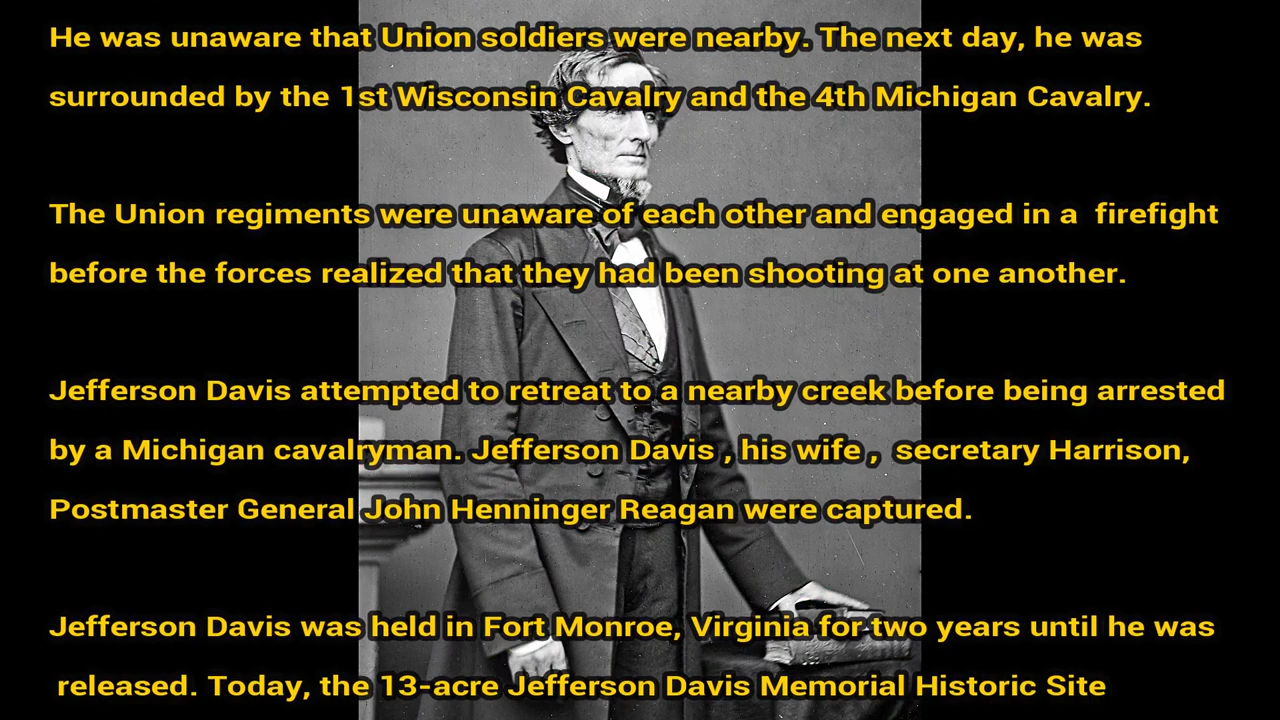 He was unaware that Union soldiers were nearby. The next day, he was
surrounded by the 1st Wisconsin Cavalry and the 4th Michigan Cavalry.
The Union regiments were unaware of each other and engaged in a  firefight
before the forces realized that they had been shooting at one another.
Jefferson Davis attempted to retreat to a nearby creek before being arrested
by a Michigan cavalryman. Jefferson Davis , his wife ,  secretary Harrison,
Postmaster General John Henninger Reagan were captured.
Jefferson Davis was held in Fort Monroe, Virginia for two years until he was
released. Today, the 13-acre Jefferson Davis Memorial Historic Site